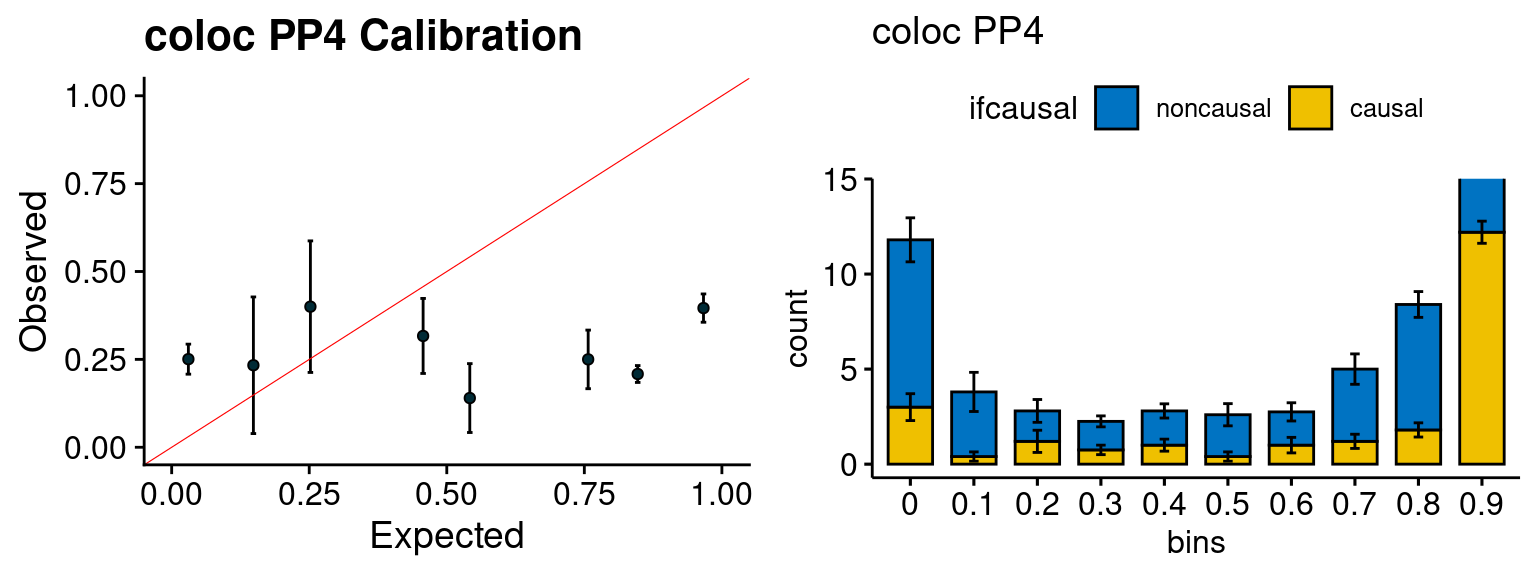 coloc PP4 Calibration
Observed
1.00
0.75
0.50
0.25
0.00
0.00 0.25 0.50 0.75 1.00
Expected
coloc PP4
ifcausal noncausal causal
count
15
10
5
0
0 0.1 0.2 0.3 0.4 0.5 0.6 0.7 0.8 0.9
bins